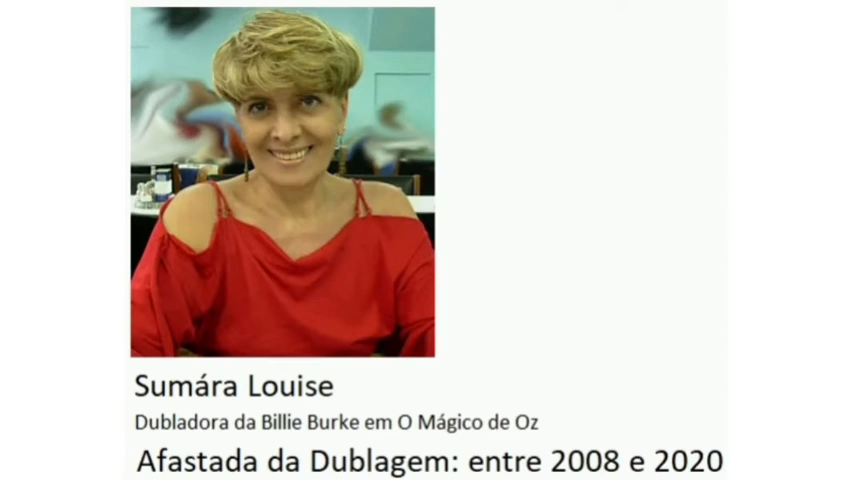 Sumára Louise
Dubladora da Billie Burke em O Mágico de Oz
Afastada da Dublagem: entre 2008 e 2020